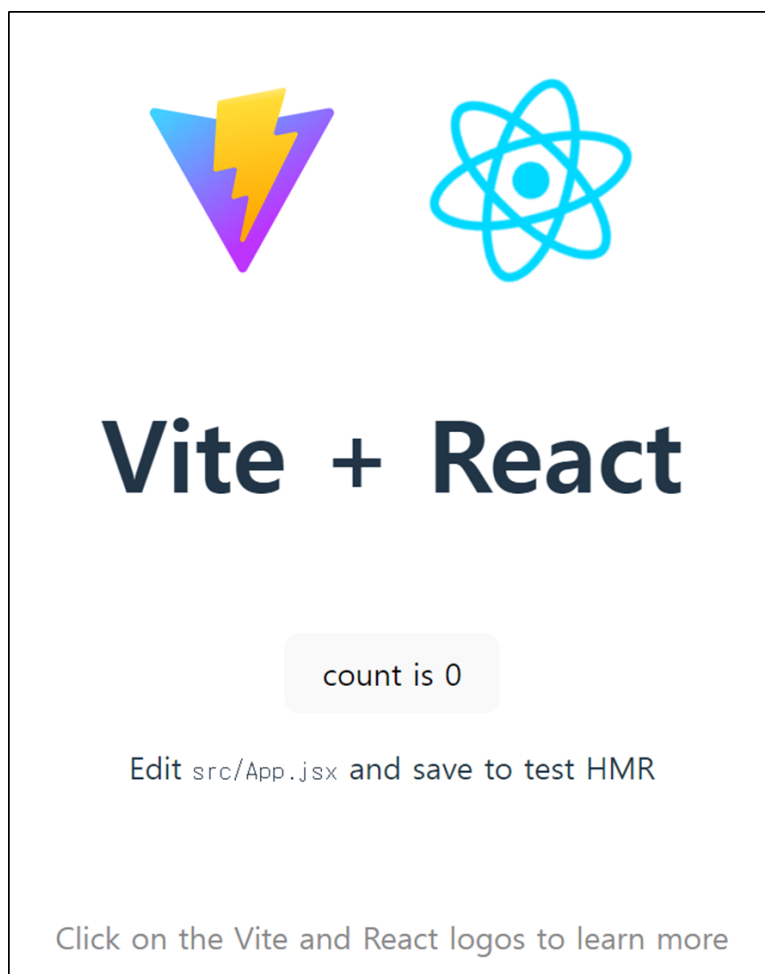 Vite + React
count is 0
Edit src/App.jsx and save to test HMR
Click on the Vite and React logos to learn more